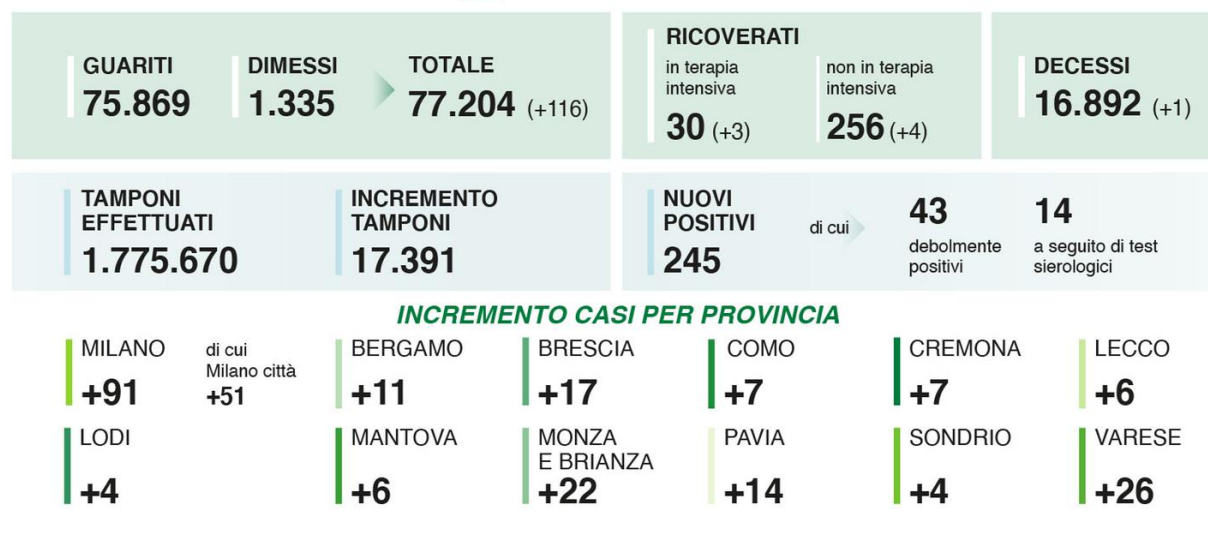 GUARITI
75.869
DIMESSI
1.335
TOTALE
77.204 (+116)
RICOVERATI
in terapia
intensiva
30 (+3)
non in terapia
intensiva
256 (+4)
DECESSI
16.892 (+1)
TAMPONI
EFFETTUATI
1.775.670
INCREMENTO
TAMPONI
17.391
NUOVI
POSITIVI
245
di cui
43
debolmente
positivi
14
a seguito di test
sierologici
INCREMENTO CASI PER PROVINCIA
MILANO
+91
di cui
Milano città
+51
BERGAMO
+11
BRESCIA
+17
COMO
+7
CREMONA
+7
LECCO
+6
LODI
+4
MANTOVA
+6
MONZA
E BRIANZA
+22
PAVIA
+14
SONDRIO
+4
VARESE
+26